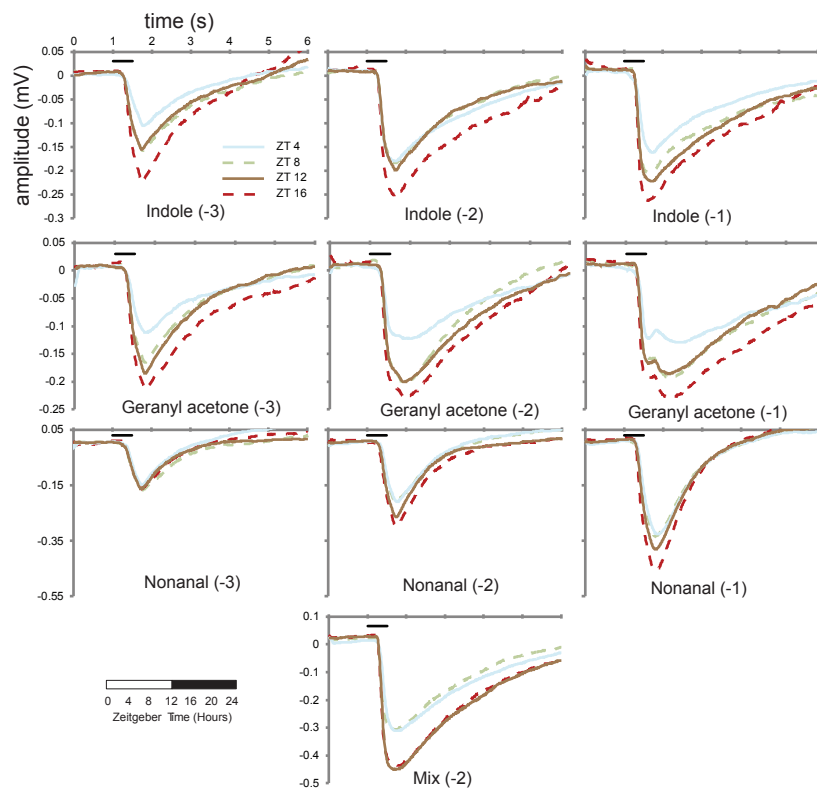 time (s)
0 1 2 3 4 5 6
amplitude (mV)
0.05
0
-0.05
-0.1
-0.15
-0.2
-0.25
-0.3
ZT 4
ZT 8
ZT 12
ZT 16
Indole (-3)
Indole (-2)
Indole (-1)
0.05
0
-0.05
-0.1
-0.15
-0.2
-0.25
Geranyl acetone (-3)
Geranyl acetone (-2)
Geranyl acetone (-1)
0.05
-0.15
-0.35
-0.55
Nonanal (-3)
Nonanal (-2)
Nonanal (-1)
0.1
0
-0.1
-0.2
-0.3
-0.4
-0.5
Mix (-2)
0 4 8 12 16 20 24
Zeitgeber Time (Hours)